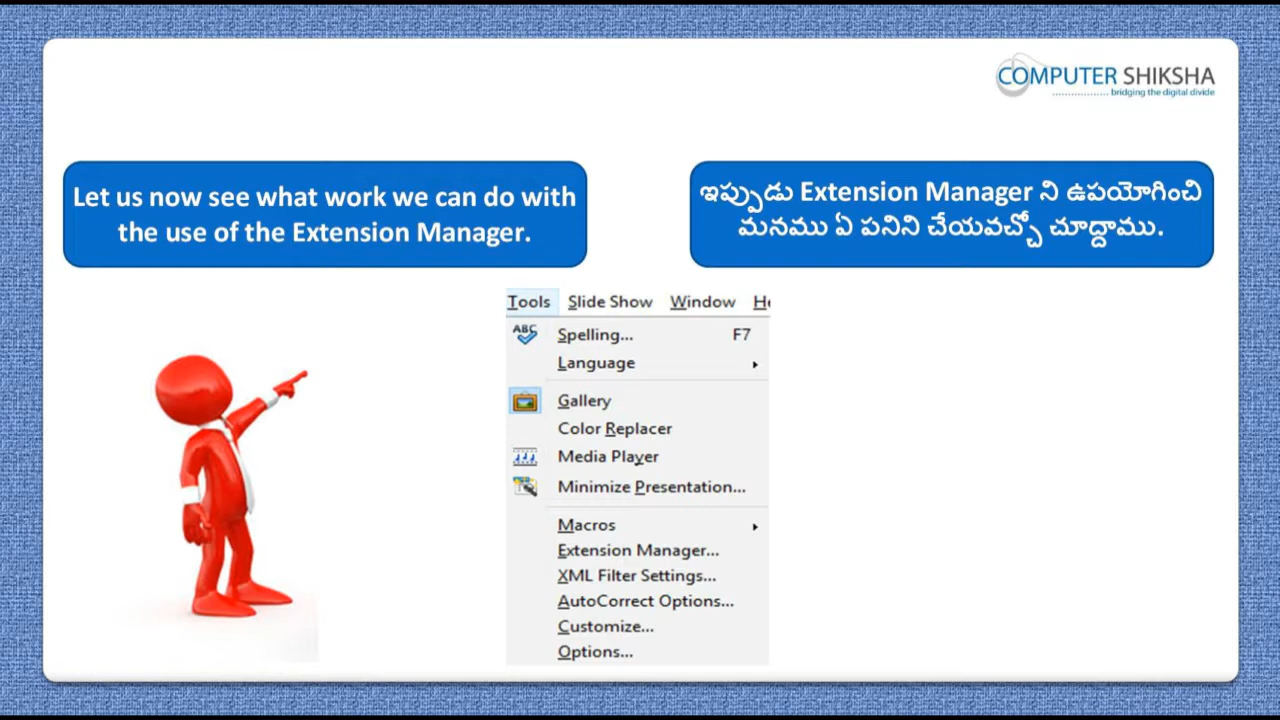 COMPUTER SHIKSHA
bridging the digital divide
Let us now see what work we can do with
the use of the Extension Manager.
ఇప్పుడు Extension Manager ని ఉపయోగించి
మనము ఏ పనిని చేయవచ్చో చూద్దాము.
Tools Slide Show Window He
ABC Spelling... F7
Language
Gallery
Color Replacer
Media Player
Minimize Presentation...
Macros
Extension Manager...
XML Filter Settings...
AutoCorrect Options...
Customize...
Options...